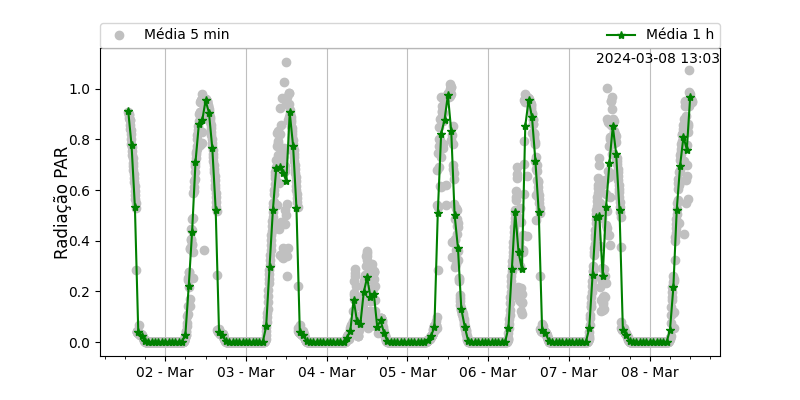 Média 5 min
Média 1 h
2024-03-08 13:03
Radiação PAR
1.0
0.8
0.6
0.4
0.2
0.0
02 - Mar
03 - Mar
04 - Mar
05 - Mar
06 - Mar
07 - Mar
08 - Mar